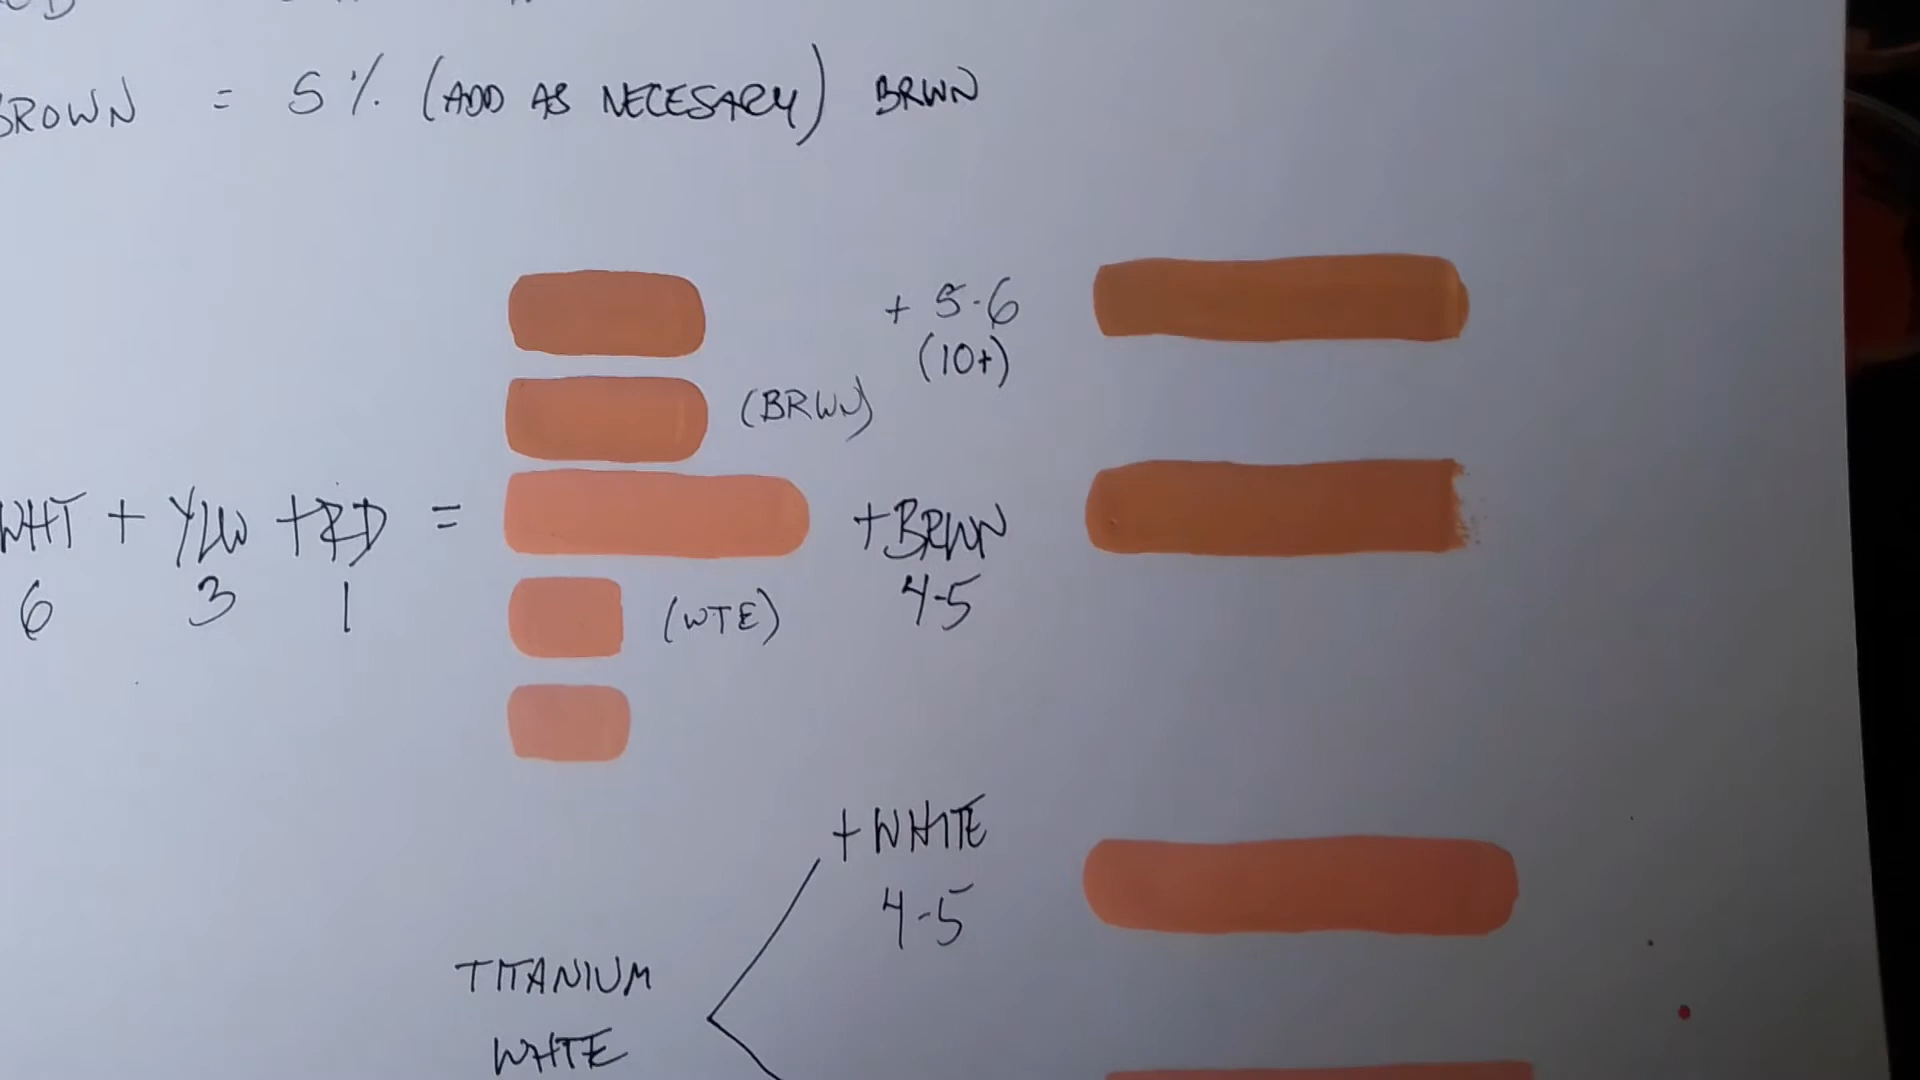 BROWN = 5% (ADD AS NECESARY) BRWN
+ 5-6
(10+)
(BRWN)
WHT + YLW + RD = + BRWN
6 3 1 4-5
(WTE)
+ WHITE
4-5
TITANIUM
WHITE